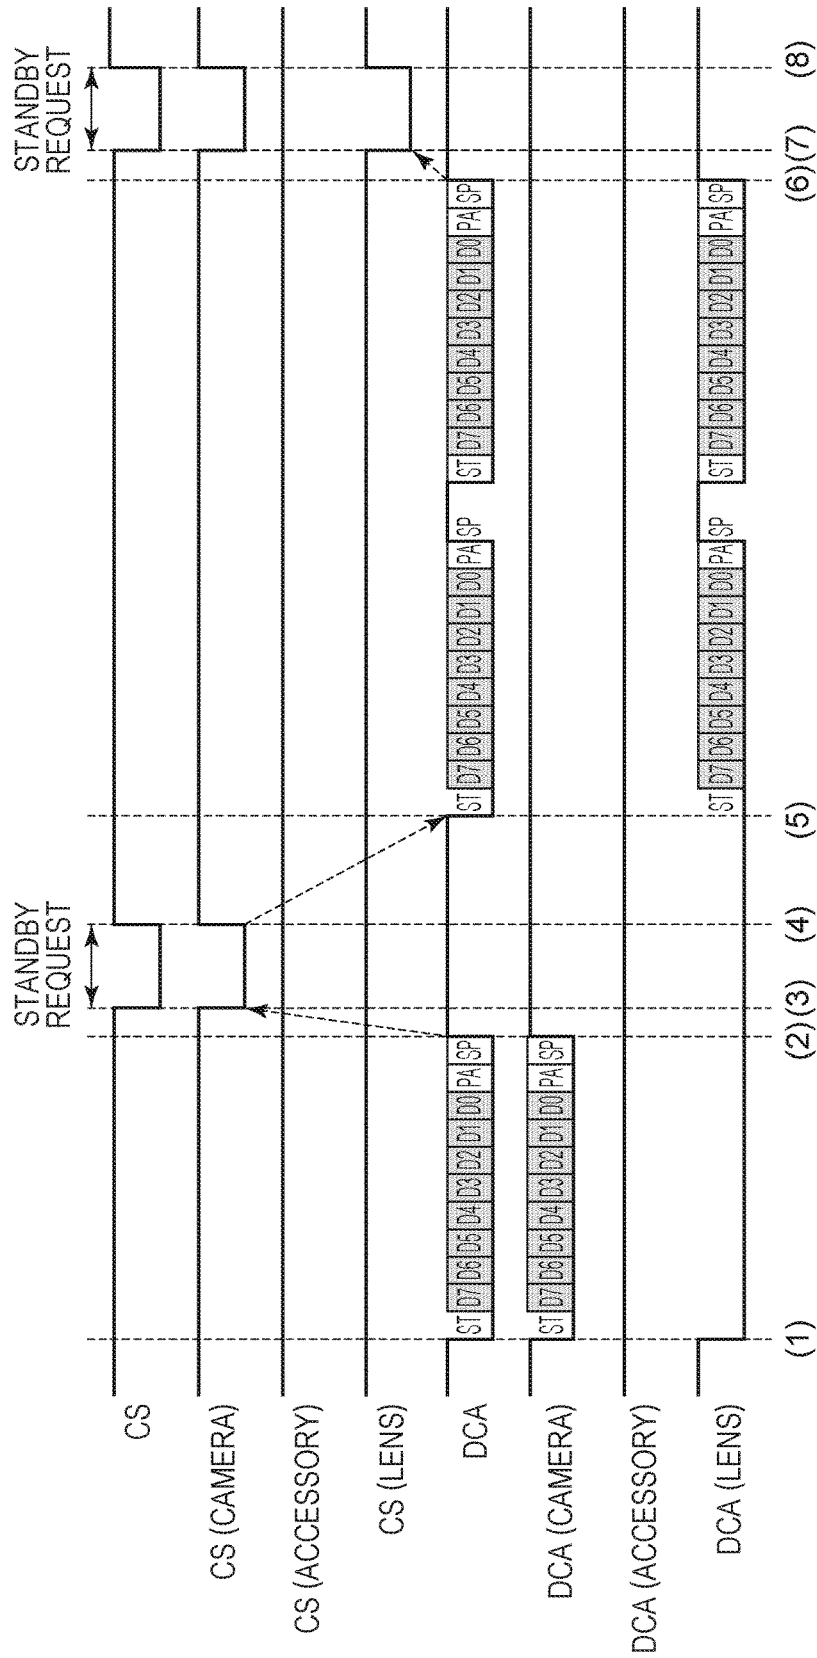 STANDBY
REQUEST
STANDBY
REQUEST
CS
CS (CAMERA)
CS (ACCESSORY)
CS (LENS)
DCA
ST D7 D6 D5 D4 D3 D2 D1 D0 PA SP
ST D7 D6 D5 D4 D3 D2 D1 D0 PA SP
ST D7 D6 D5 D4 D3 D2 D1 D0 PA SP
DCA (CAMERA)
ST D7 D6 D5 D4 D3 D2 D1 D0 PA SP
DCA (ACCESSORY)
DCA (LENS)
ST D7 D6 D5 D4 D3 D2 D1 D0 PA SP
ST D7 D6 D5 D4 D3 D2 D1 D0 PA SP
(1) (2) (3) (4) (5) (6) (7) (8)